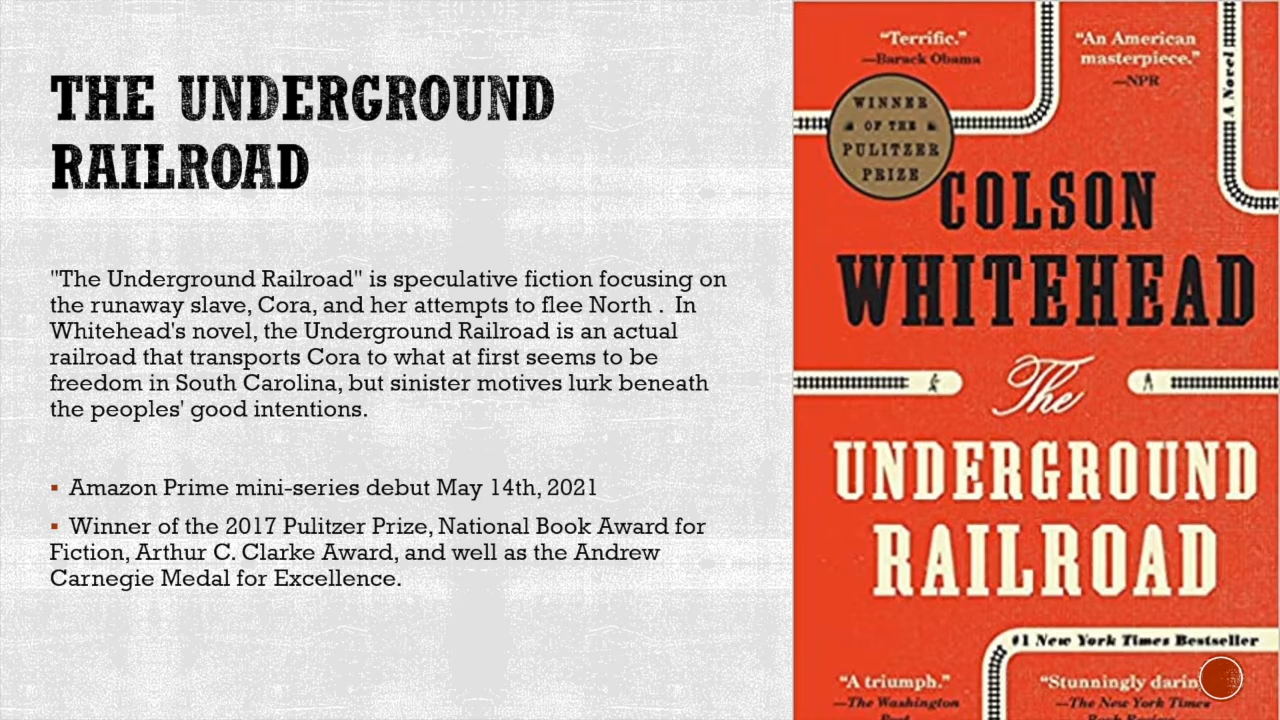 THE UNDERGROUND
RAILROAD
"The Underground Railroad" is speculative fiction focusing on
the runaway slave, Cora, and her attempts to flee North .  In
Whitehead's novel, the Underground Railroad is an actual
railroad that transports Cora to what at first seems to be
freedom in South Carolina, but sinister motives lurk beneath
the peoples' good intentions.
▪ Amazon Prime mini-series debut May 14th, 2021
▪ Winner of the 2017 Pulitzer Prize, National Book Award for
Fiction, Arthur C. Clarke Award, and well as the Andrew
Carnegie Medal for Excellence.
“Terrific.”
—Barack Obama
“An American
masterpiece.”
—NPR
A Novel
WINNER
OF THE
PULITZER
PRIZE
COLSON
WHITEHEAD
The
UNDERGROUND
RAILROAD
#1 New York Times Bestseller
“A triumph.”
—The Washington
“Stunningly darin
—The New York Times